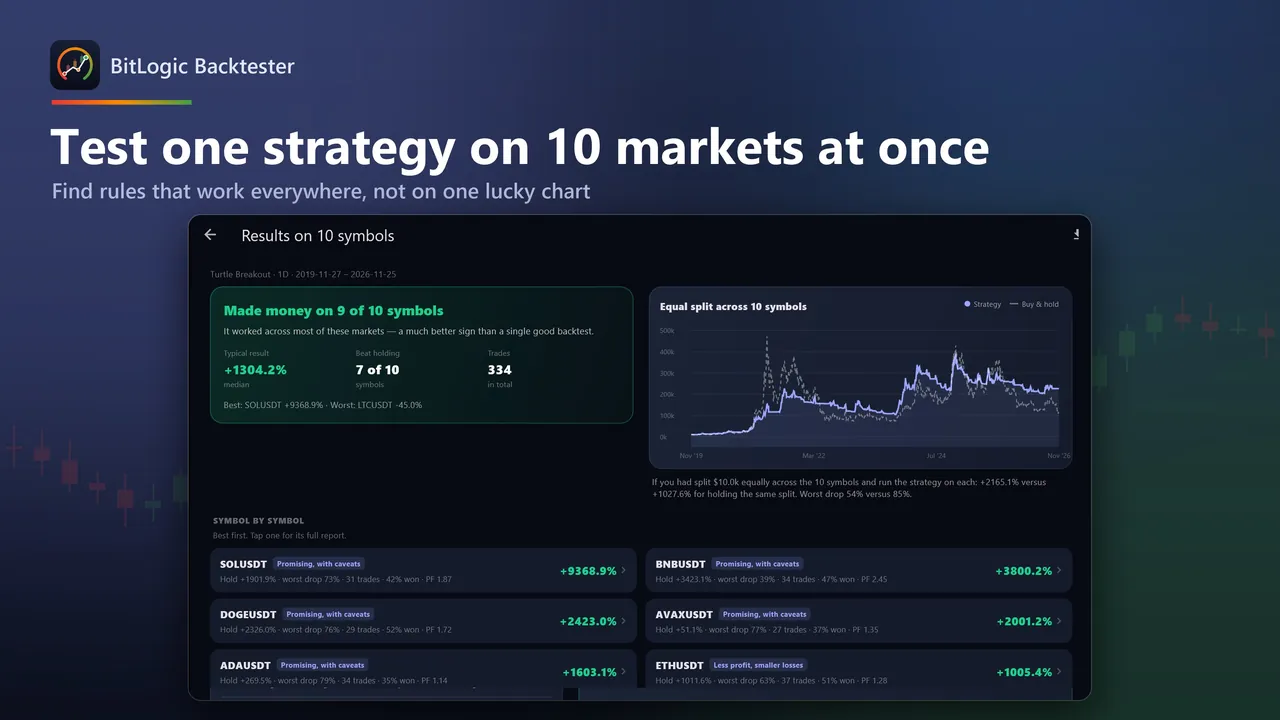 BitLogic Backtester
Test one strategy on 10 markets at once
Find rules that work everywhere, not on one lucky chart
Results on 10 symbols
Turtle Breakout · 1D · 2019-11-27 – 2026-11-25
Made money on 9 of 10 symbols
It worked across most of these markets — a much better sign than a single good backtest.
Typical result
+1304.2%
median
Beat holding
7 of 10
symbols
Trades
334
in total
Best: SOLUSDT +9368.9% · Worst: LTCUSDT -45.0%
Equal split across 10 symbols
Strategy
Buy & hold
500k
400k
300k
200k
100k
0k
Nov '19
Mar '22
Jul '24
Nov '26
If you had split $10.0k equally across the 10 symbols and run the strategy on each: +2165.1% versus
+1027.6% for holding the same split. Worst drop 54% versus 85%.
SYMBOL BY SYMBOL
Best first. Tap one for its full report.
SOLUSDT Promising, with caveats
Hold +1901.9% · worst drop 73% · 31 trades · 42% won · PF 1.87
+9368.9%
BNBUSDT Promising, with caveats
Hold +3423.1% · worst drop 39% · 34 trades · 47% won · PF 2.45
+3800.2%
DOGEUSDT Promising, with caveats
Hold +2326.0% · worst drop 76% · 29 trades · 52% won · PF 1.72
+2423.0%
AVAXUSDT Promising, with caveats
Hold +51.1% · worst drop 77% · 27 trades · 37% won · PF 1.35
+2001.2%
ADAUSDT Promising, with caveats
Hold +269.5% · worst drop 79% · 34 trades · 35% won · PF 1.14
+1603.1%
ETHUSDT Less profit, smaller losses
Hold +1011.6% · worst drop 63% · 37 trades · 51% won · PF 1.28
+1005.4%